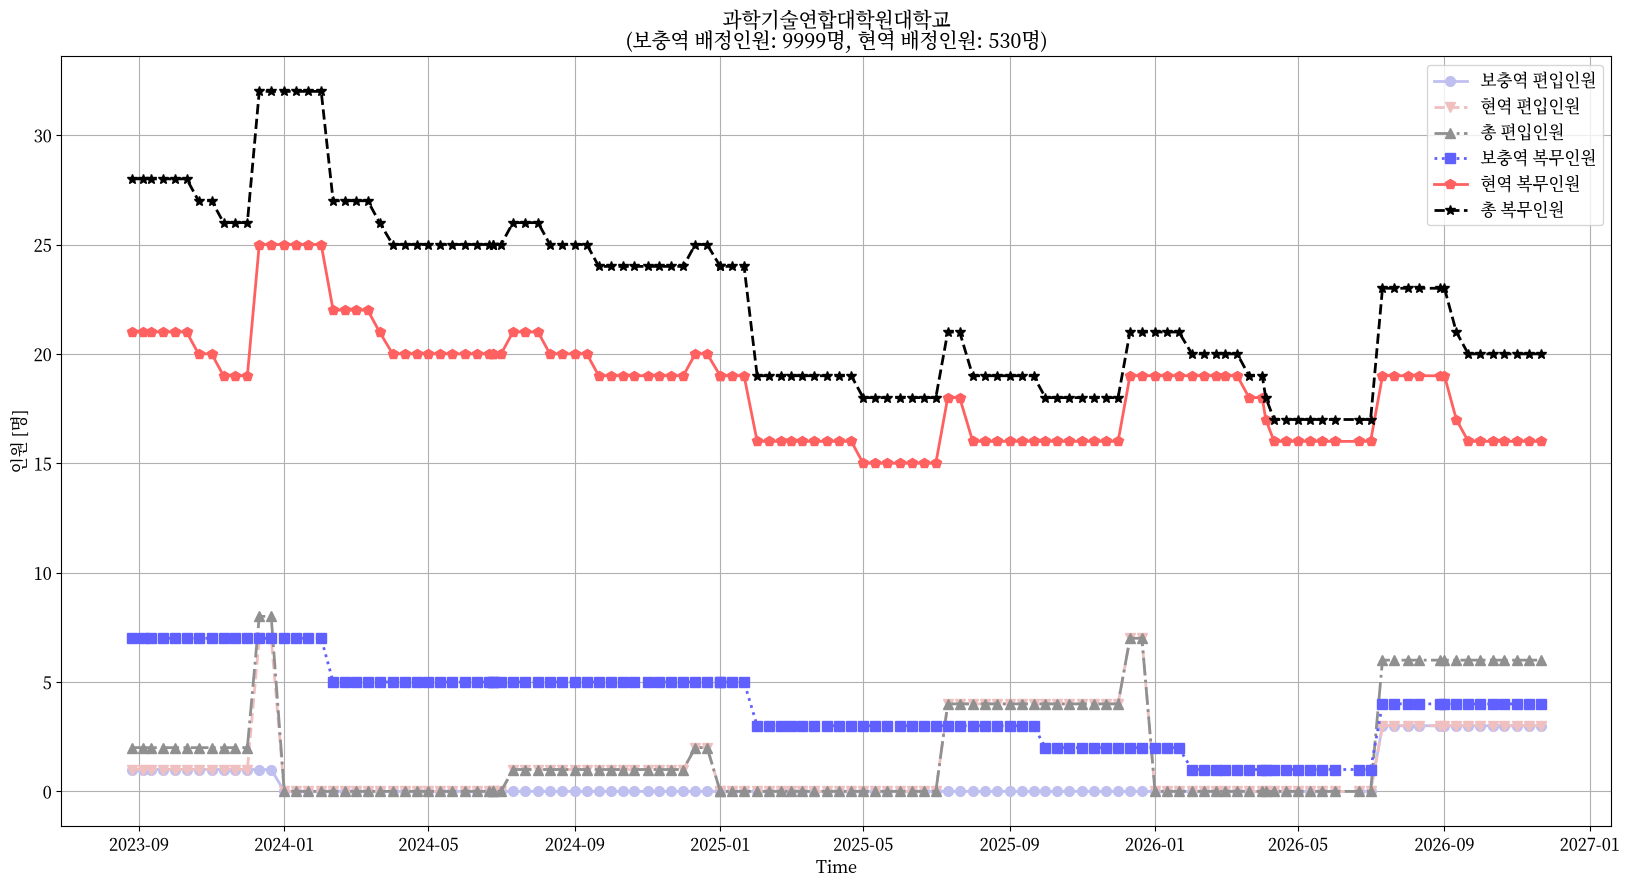 과학기술연합대학원대학교
(보충역 배정인원: 9999명, 현역 배정인원: 530명)
보충역 편입인원
현역 편입인원
총 편입인원
보충역 복무인원
현역 복무인원
총 복무인원
인원 [명]
30
25
20
15
10
5
0
2023-09
2024-01
2024-05
2024-09
2025-01
2025-05
2025-09
2026-01
2026-05
2026-09
2027-01
Time